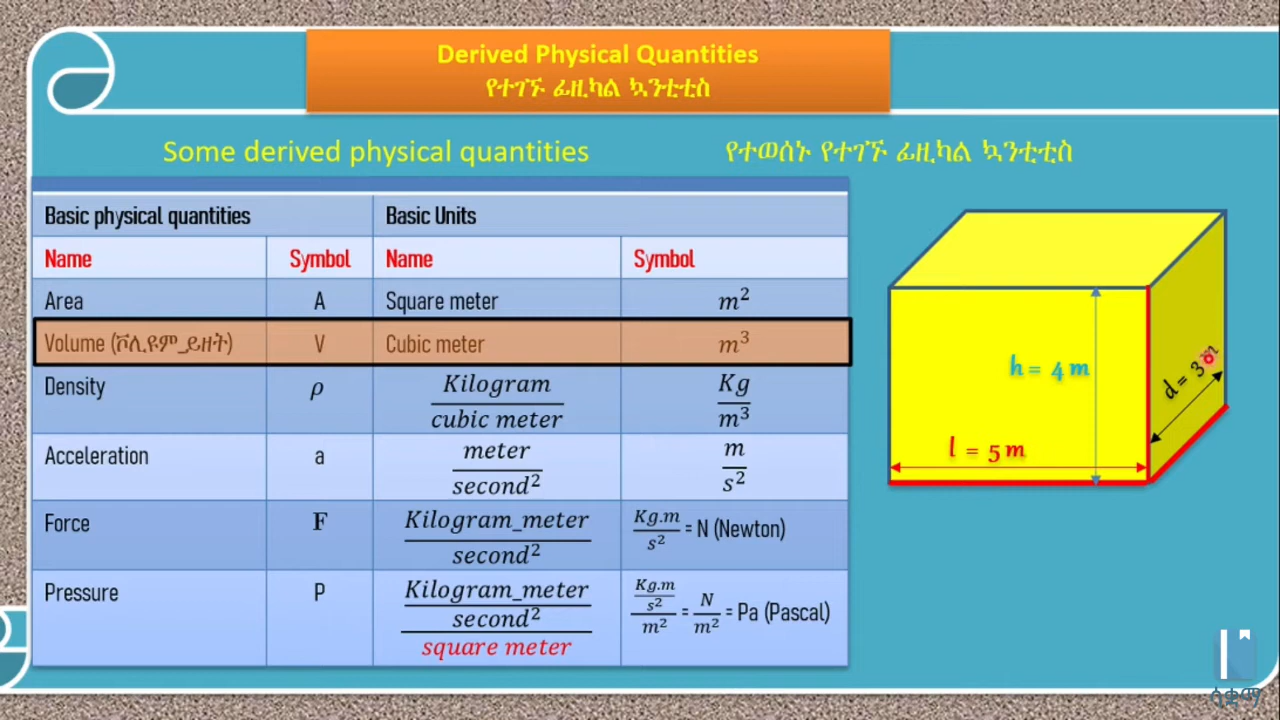 Derived Physical Quantities
የተገኙ ፊዚካል ኳንቲቲስ
Some derived physical quantities
የተወሰኑ የተገኙ ፊዚካል ኳንቲቲስ
Basic physical quantities Basic Units
Name Symbol Name Symbol
Area A Square meter m²
Volume (ቮሊዩም_ይዘት) V Cubic meter m³
Density ρ Kilogram / cubic meter Kg / m³
Acceleration a meter / second² m / s²
Force F Kilogram_meter / second² Kg.m / s² = N (Newton)
Pressure P Kilogram_meter / second² / square meter Kg.m / s² / m² = N / m² = Pa (Pascal)
h = 4 m
d = 3
l = 5 m